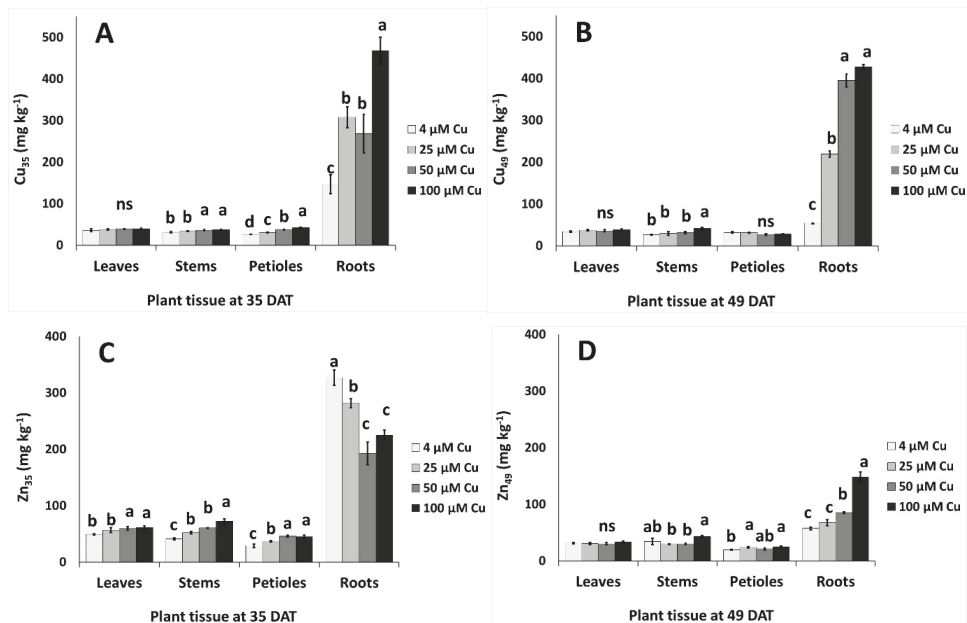 A
500
400
300
200
100
0
Cu35 (mg kg-1)
ns
b b a a
d c b a
c b b a
Leaves Stems Petioles Roots
Plant tissue at 35 DAT
4 µM Cu
25 µM Cu
50 µM Cu
100 µM Cu
B
500
400
300
200
100
0
Cu49 (mg kg-1)
ns
b b b a
ns
c b a a
Leaves Stems Petioles Roots
Plant tissue at 49 DAT
4 µM Cu
25 µM Cu
50 µM Cu
100 µM Cu
C
400
300
200
100
0
Zn35 (mg kg-1)
b b a a
c b b a
c b a a
a b c c
Leaves Stems Petioles Roots
Plant tissue at 35 DAT
4 µM Cu
25 µM Cu
50 µM Cu
100 µM Cu
D
400
300
200
100
0
Zn49 (mg kg-1)
ns
ab b b a
b a ab a
c c b a
Leaves Stems Petioles Roots
Plant tissue at 49 DAT
4 µM Cu
25 µM Cu
50 µM Cu
100 µM Cu